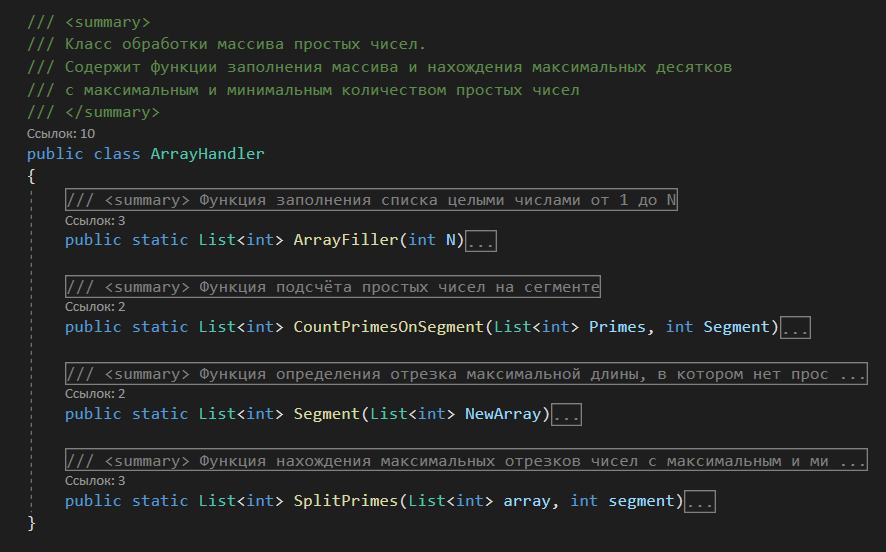 /// <summary>
/// Класс обработки массива простых чисел.
/// Содержит функции заполнения массива и нахождения максимальных десятков
/// с максимальным и минимальным количеством простых чисел
/// </summary>
Ссылок: 10
public class ArrayHandler
{
/// <summary> Функция заполнения списка целыми числами от 1 до N
Ссылок: 3
public static List<int> ArrayFiller(int N)...
/// <summary> Функция подсчёта простых чисел на сегменте
Ссылок: 2
public static List<int> CountPrimesOnSegment(List<int> Primes, int Segment)...
/// <summary> Функция определения отрезка максимальной длины, в котором нет прос ...
Ссылок: 2
public static List<int> Segment(List<int> NewArray)...
/// <summary> Функция нахождения максимальных отрезков чисел с максимальным и ми ...
Ссылок: 3
public static List<int> SplitPrimes(List<int> array, int segment)...
}